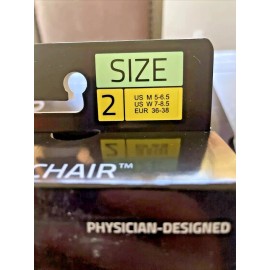 SIZE
2
US M 5-6.5
US W 7-8.5
EUR 36-38
CHAIR™
PHYSICIAN-DESIGNED